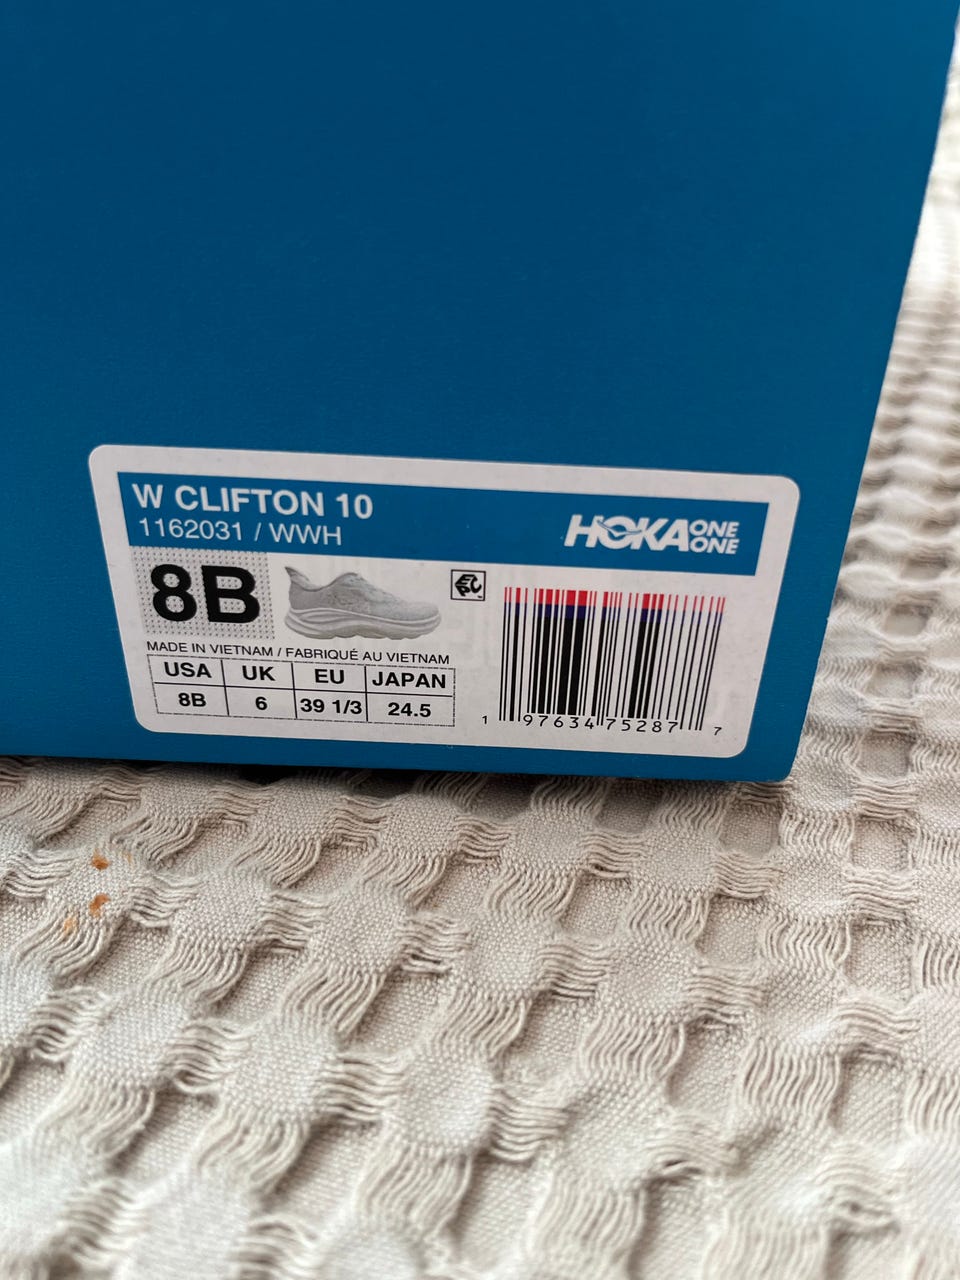 W CLIFTON 10
1162031 / WWH
HOKA ONE ONE
8B
MADE IN VIETNAM / FABRIQUÉ AU VIETNAM
USA UK EU JAPAN
8B 6 39 1/3 24.5
1 97634 75287 7